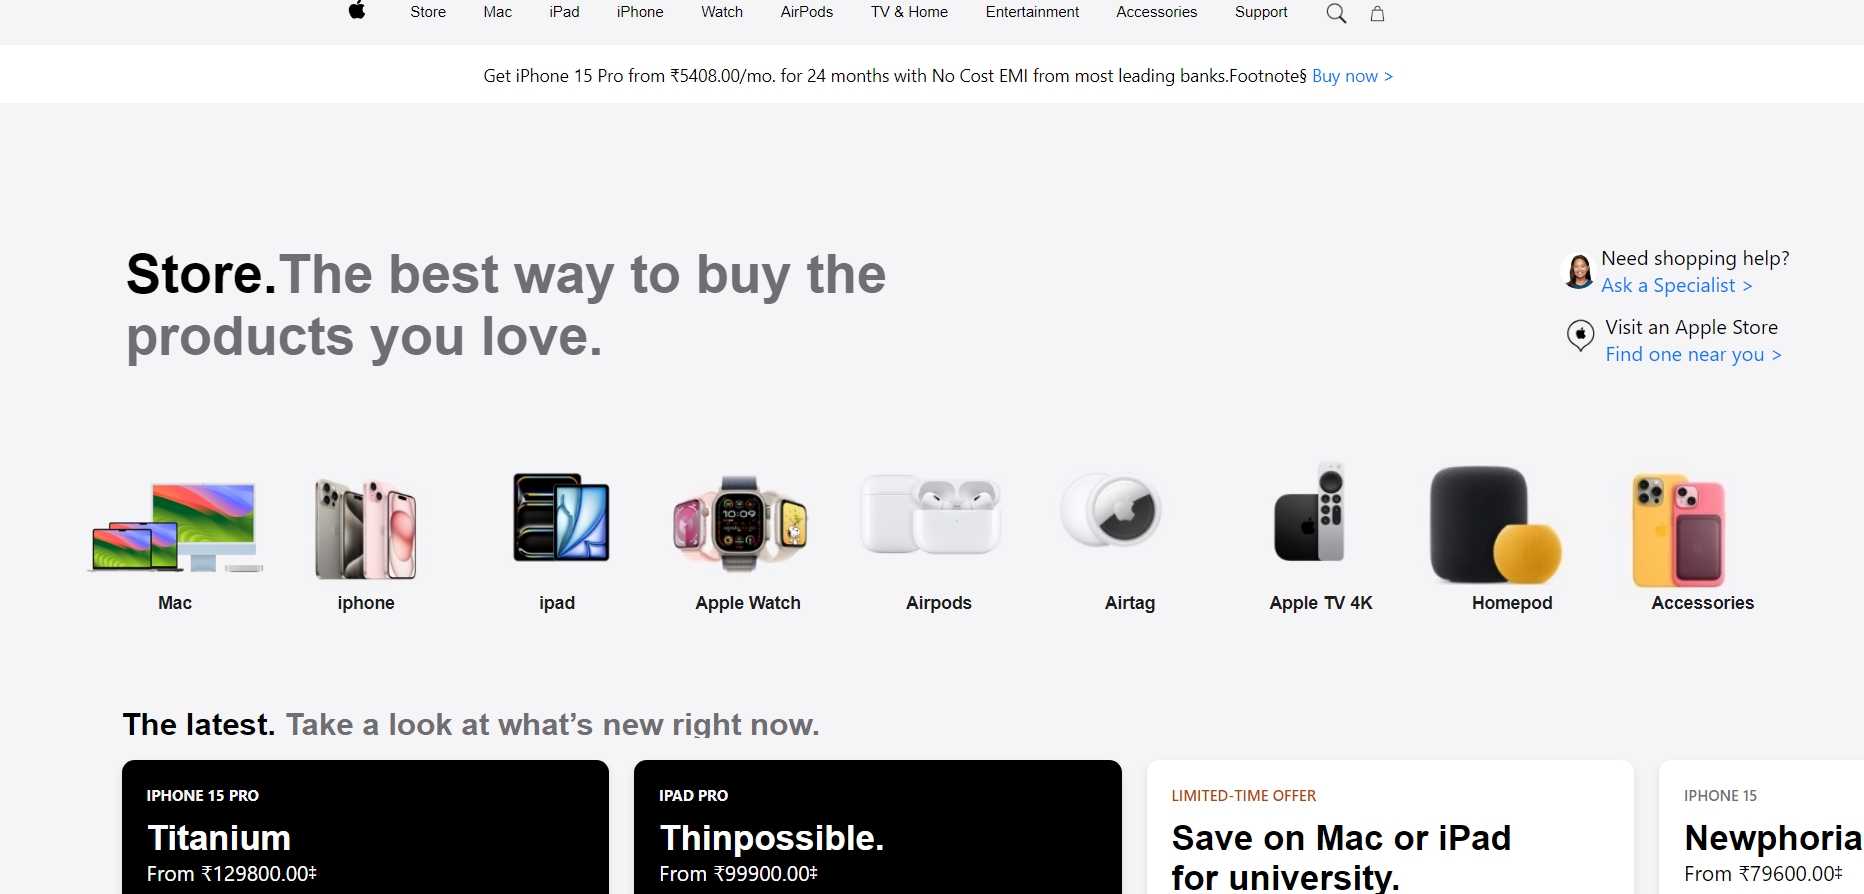 Store Mac iPad iPhone Watch AirPods TV & Home Entertainment Accessories Support
Get iPhone 15 Pro from ₹5408.00/mo. for 24 months with No Cost EMI from most leading banks.Footnote§ Buy now >
Store.The best way to buy the
products you love.
Need shopping help?
Ask a Specialist >
Visit an Apple Store
Find one near you >
10:09
Mac iphone ipad Apple Watch Airpods Airtag Apple TV 4K Homepod Accessories
The latest. Take a look at what’s new right now.
IPHONE 15 PRO
Titanium
From ₹129800.00‡
IPAD PRO
Thinpossible.
From ₹99900.00‡
LIMITED-TIME OFFER
Save on Mac or iPad
for university.
IPHONE 15
Newphoria
From ₹79600.00‡